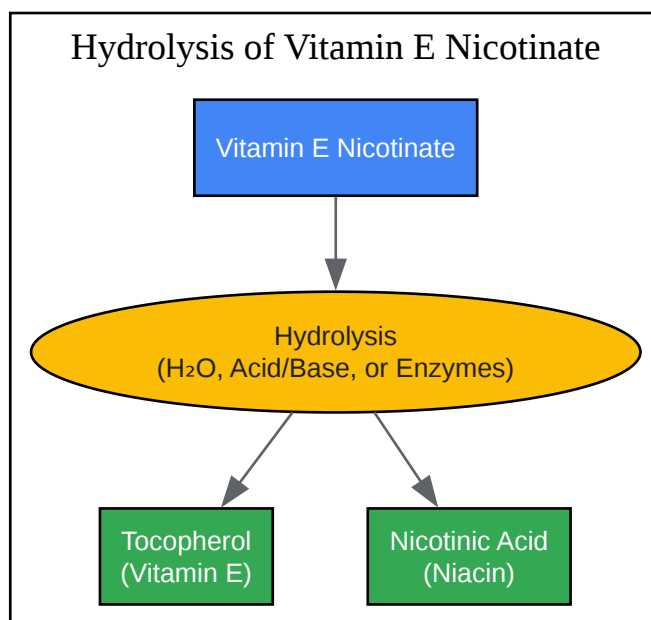 Hydrolysis of Vitamin E Nicotinate
Vitamin E Nicotinate
Hydrolysis
(H₂O, Acid/Base, or Enzymes)
Tocopherol
(Vitamin E)
Nicotinic Acid
(Niacin)